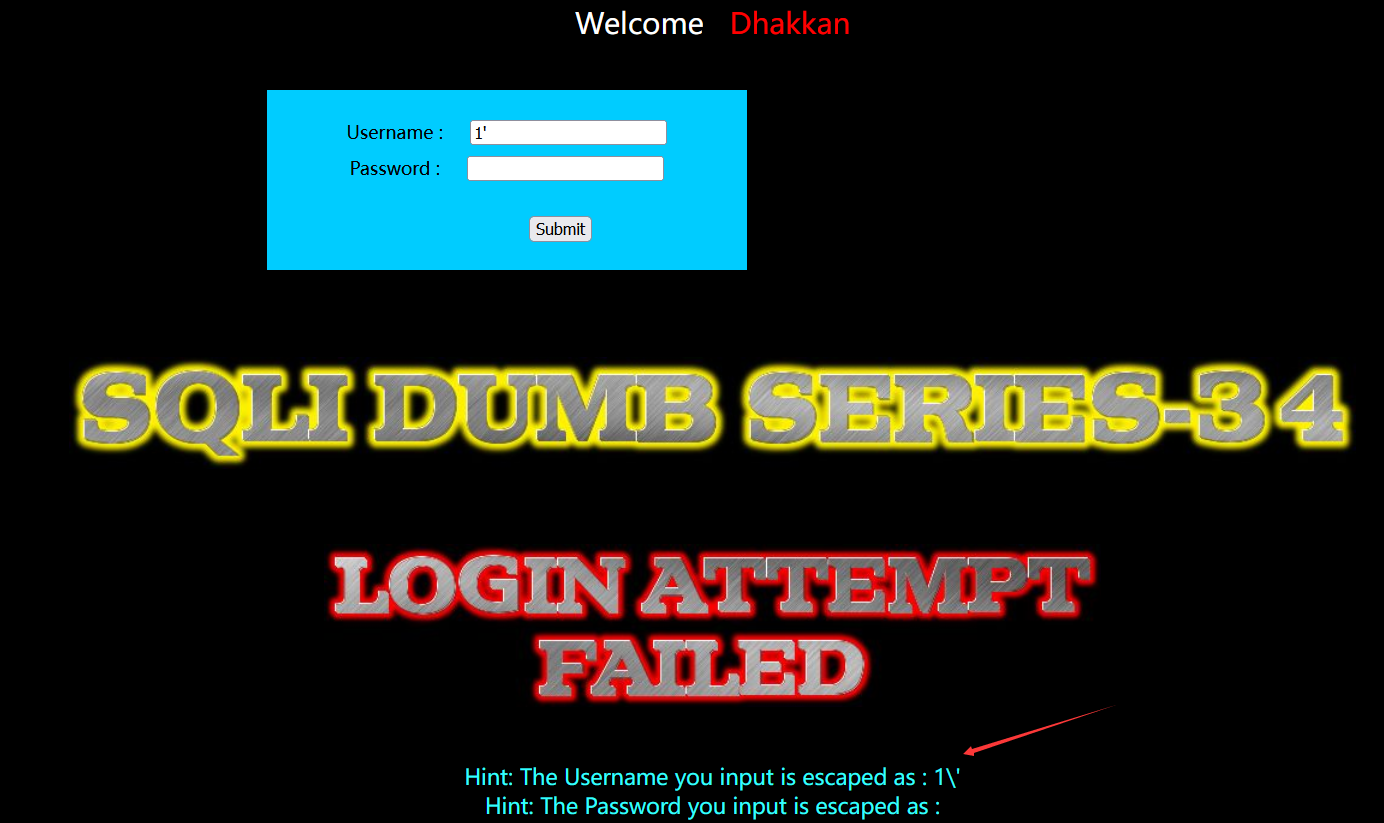 Welcome Dhakkan
Username : 1'
Password :
Submit
SQLI DUMB SERIES-34
LOGIN ATTEMPT
FAILED
Hint: The Username you input is escaped as : 1\'
Hint: The Password you input is escaped as :